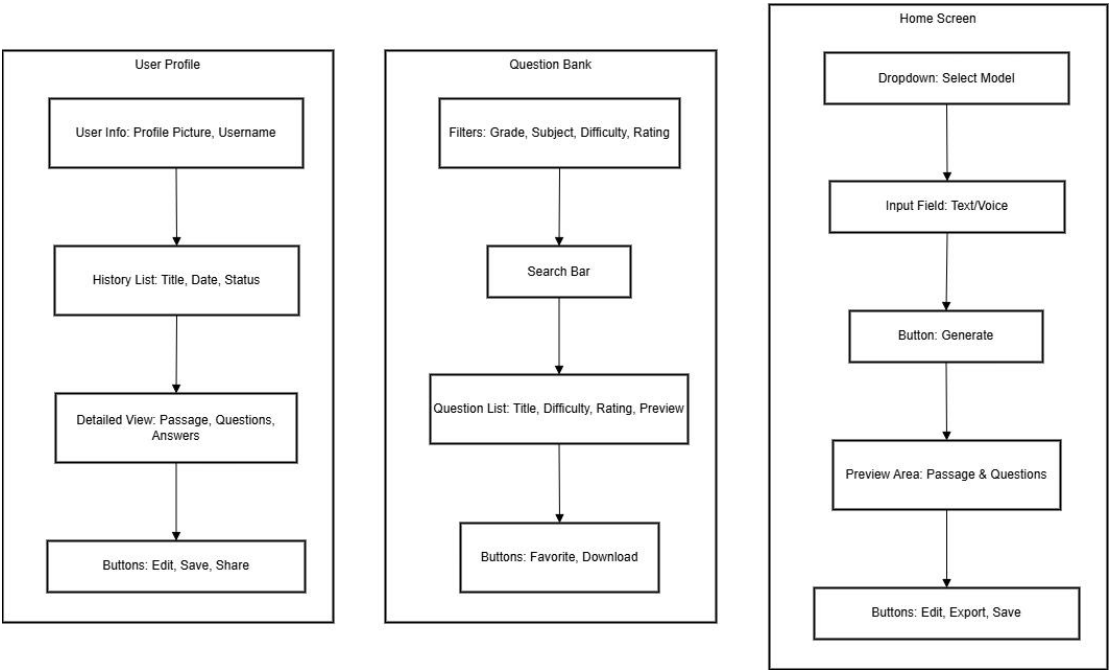 User Profile
User Info: Profile Picture, Username
History List: Title, Date, Status
Detailed View: Passage, Questions,
Answers
Buttons: Edit, Save, Share
Question Bank
Filters: Grade, Subject, Difficulty, Rating
Search Bar
Question List: Title, Difficulty, Rating, Preview
Buttons: Favorite, Download
Home Screen
Dropdown: Select Model
Input Field: Text/Voice
Button: Generate
Preview Area: Passage & Questions
Buttons: Edit, Export, Save